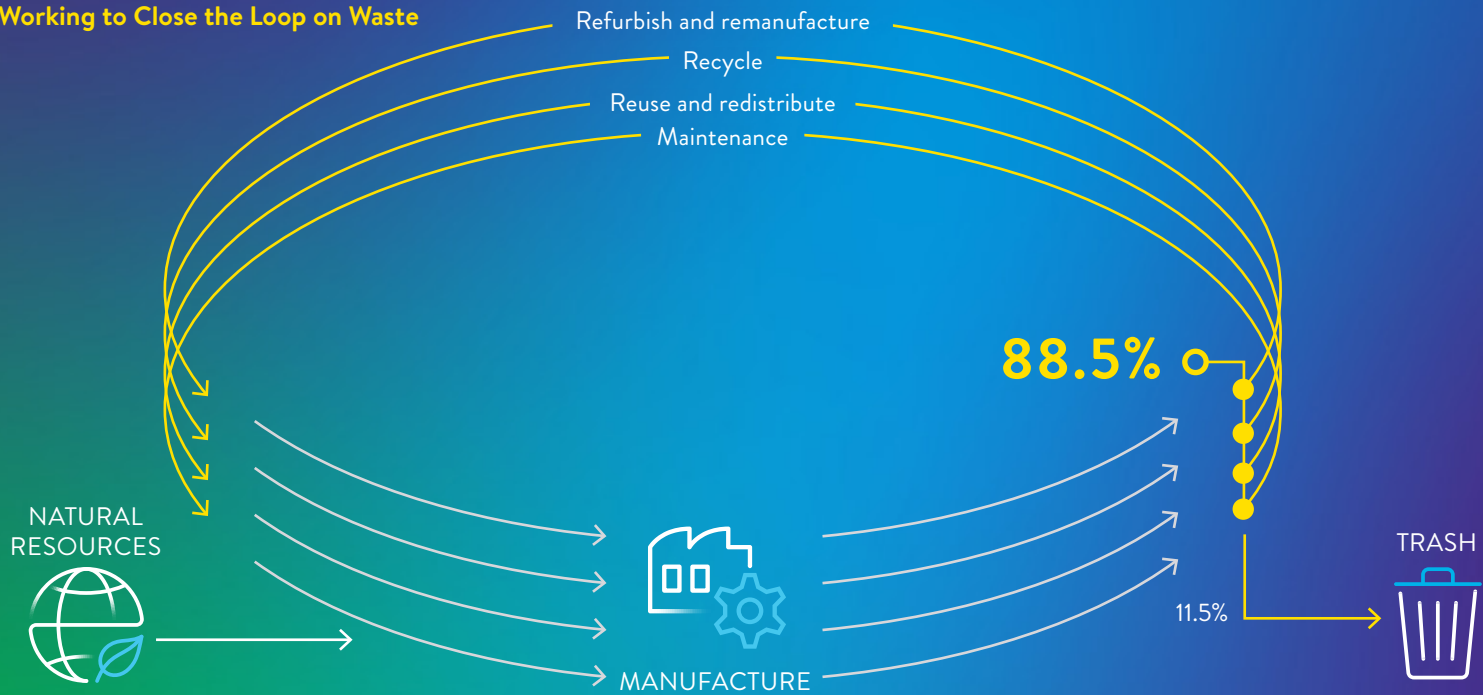 Working to Close the Loop on Waste
Refurbish and remanufacture
Recycle
Reuse and redistribute
Maintenance
88.5%
NATURAL
RESOURCES
TRASH
11.5%
MANUFACTURE